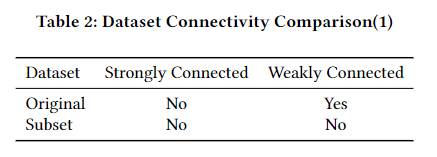 Table 2: Dataset Connectivity Comparison(1)
Dataset Strongly Connected Weakly Connected
Original No Yes
Subset No No